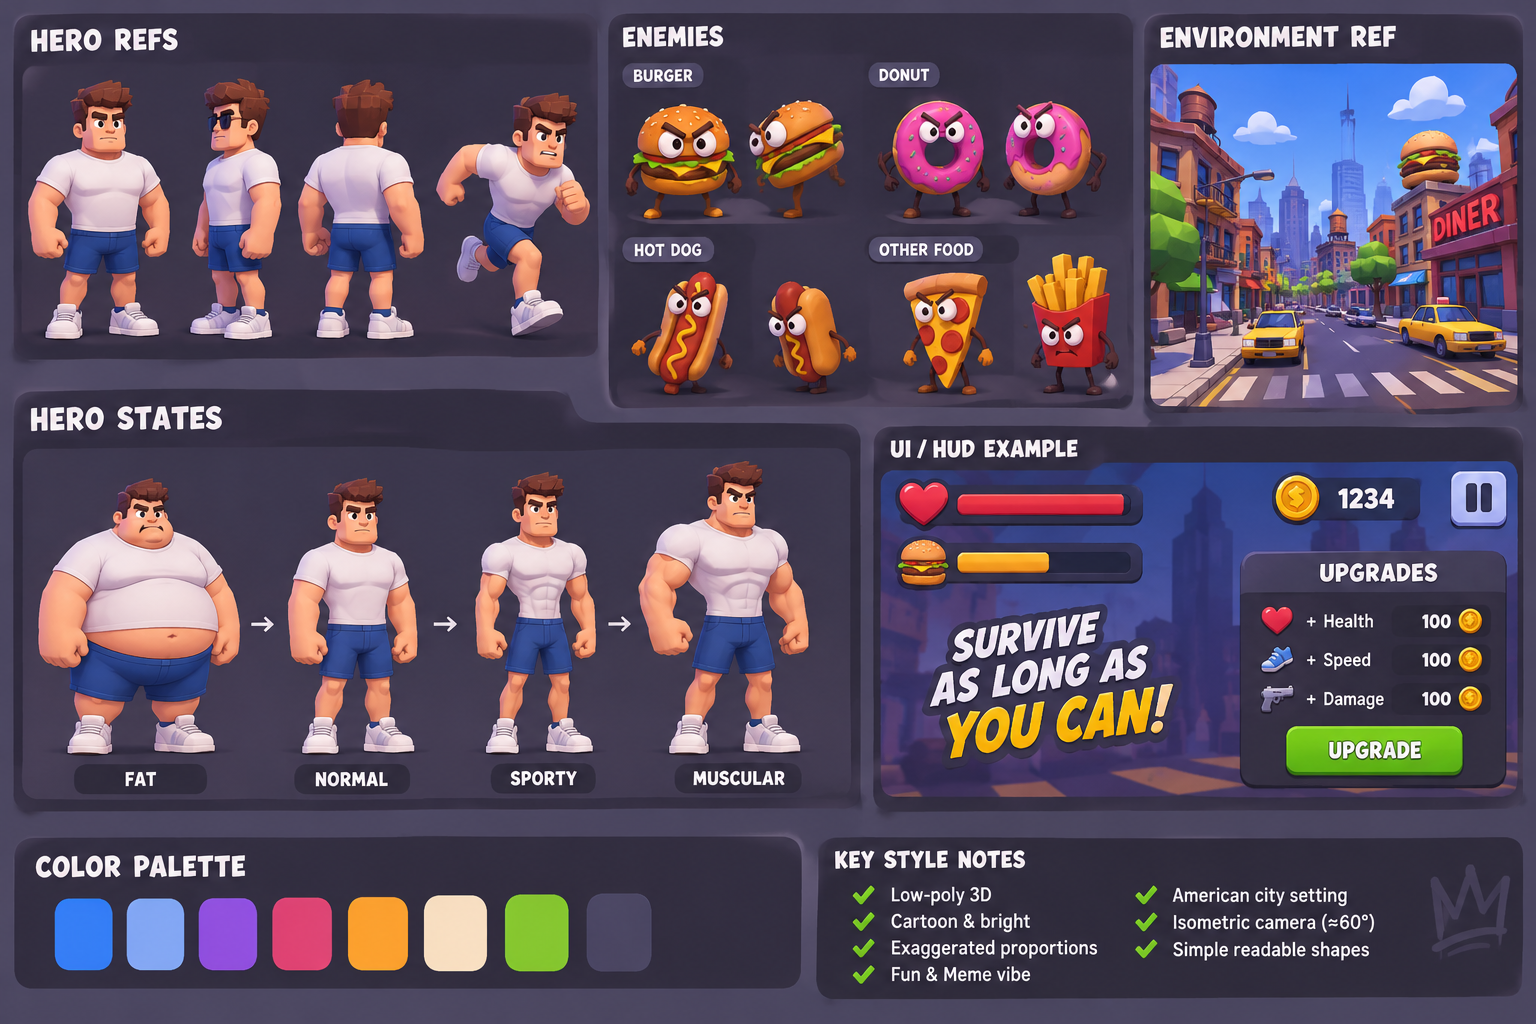 HERO REFS
ENEMIES
BURGER
DONUT
HOT DOG
OTHER FOOD
ENVIRONMENT REF
DINER
HERO STATES
FAT
NORMAL
SPORTY
MUSCULAR
UI / HUD EXAMPLE
1234
SURVIVE
AS LONG AS
YOU CAN!
UPGRADES
+ Health 100
+ Speed 100
+ Damage 100
UPGRADE
COLOR PALETTE
KEY STYLE NOTES
Low-poly 3D
Cartoon & bright
Exaggerated proportions
Fun & Meme vibe
American city setting
Isometric camera (≈60°)
Simple readable shapes